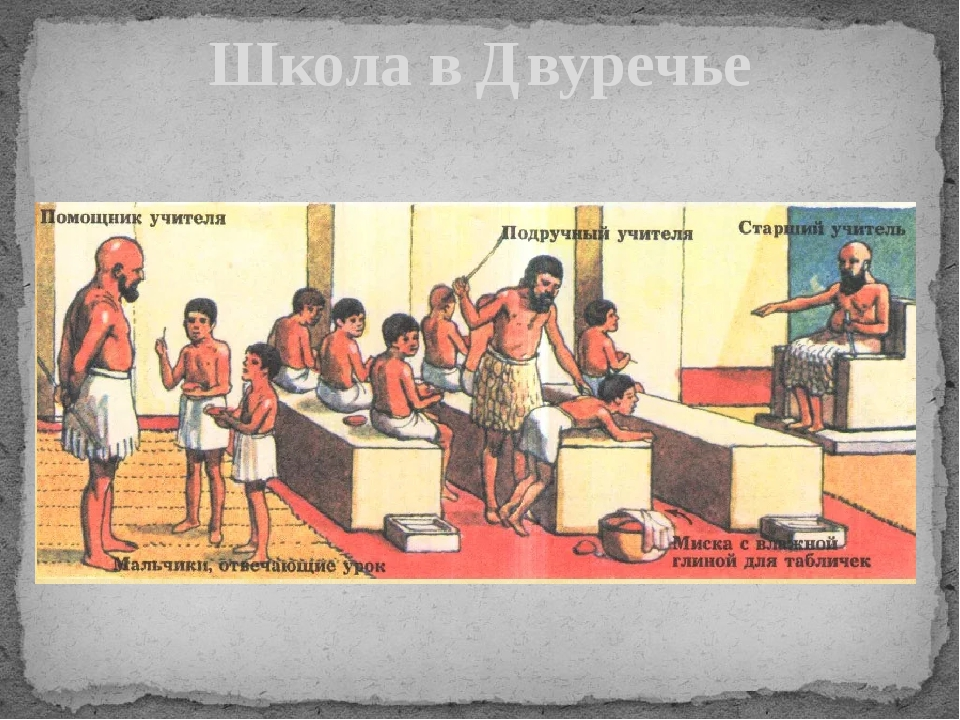 Школа в Двуречье
Помощник учителя
Подручный учителя
Старший учитель
Мальчики, отвечающие урок
Миска с влажной
глиной для табличек